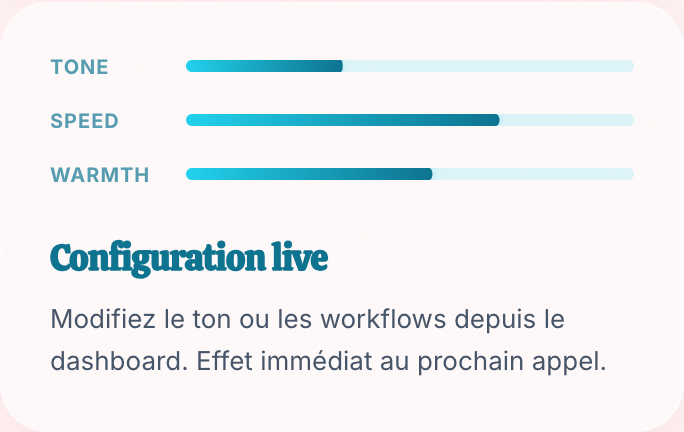 TONE
SPEED
WARMTH
Configuration live
Modifiez le ton ou les workflows depuis le
dashboard. Effet immédiat au prochain appel.